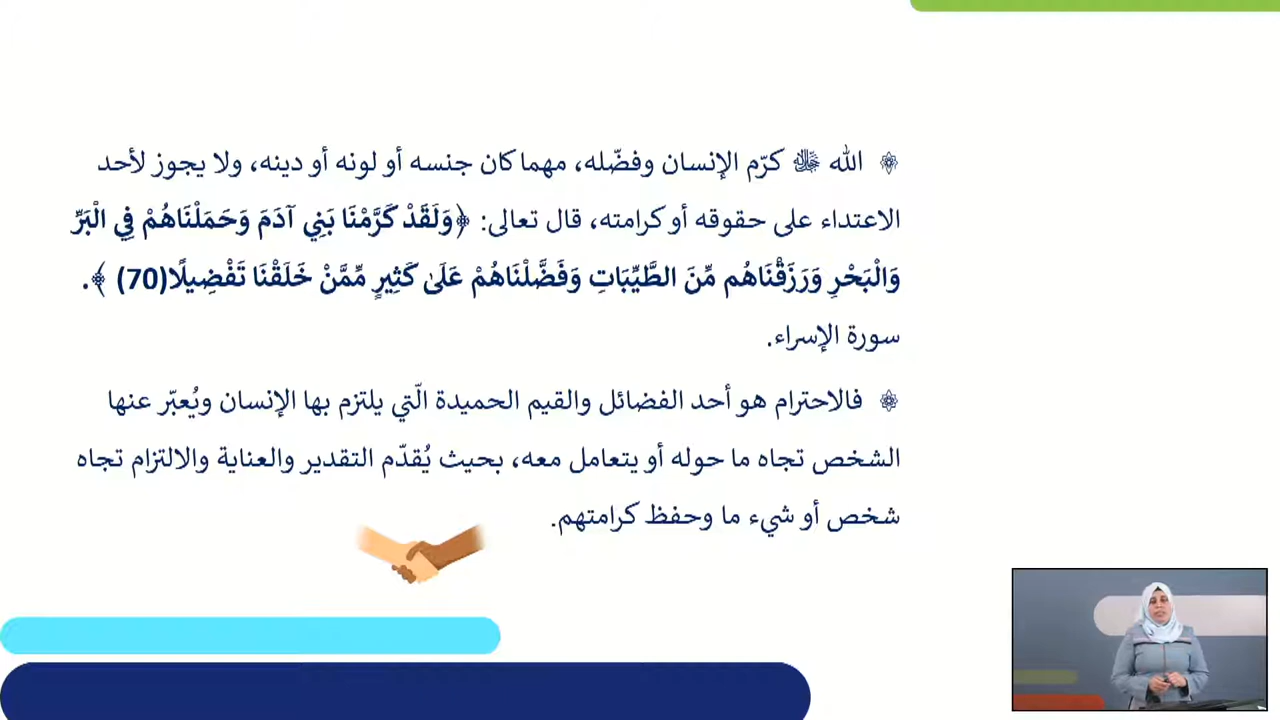 الله ﷻ كرّم الإنسان وفضّله، مهما كان جنسه أو لونه أو دينه، ولا يجوز لأحد
الاعتداء على حقوقه أو كرامته، قال تعالى: ﴿وَلَقَدْ كَرَّمْنَا بَنِي آدَمَ وَحَمَلْنَاهُمْ فِي الْبَرِّ
وَالْبَحْرِ وَرَزَقْنَاهُم مِّنَ الطَّيِّبَاتِ وَفَضَّلْنَاهُمْ عَلَىٰ كَثِيرٍ مِّمَّنْ خَلَقْنَا تَفْضِيلًا(70) ﴾.
سورة الإسراء.
فالاحترام هو أحد الفضائل والقيم الحميدة الّتي يلتزم بها الإنسان ويُعبّر عنها
الشخص تجاه ما حوله أو يتعامل معه، بحيث يُقدّم التقدير والعناية والالتزام تجاه
شخص أو شيء ما وحفظ كرامتهم.